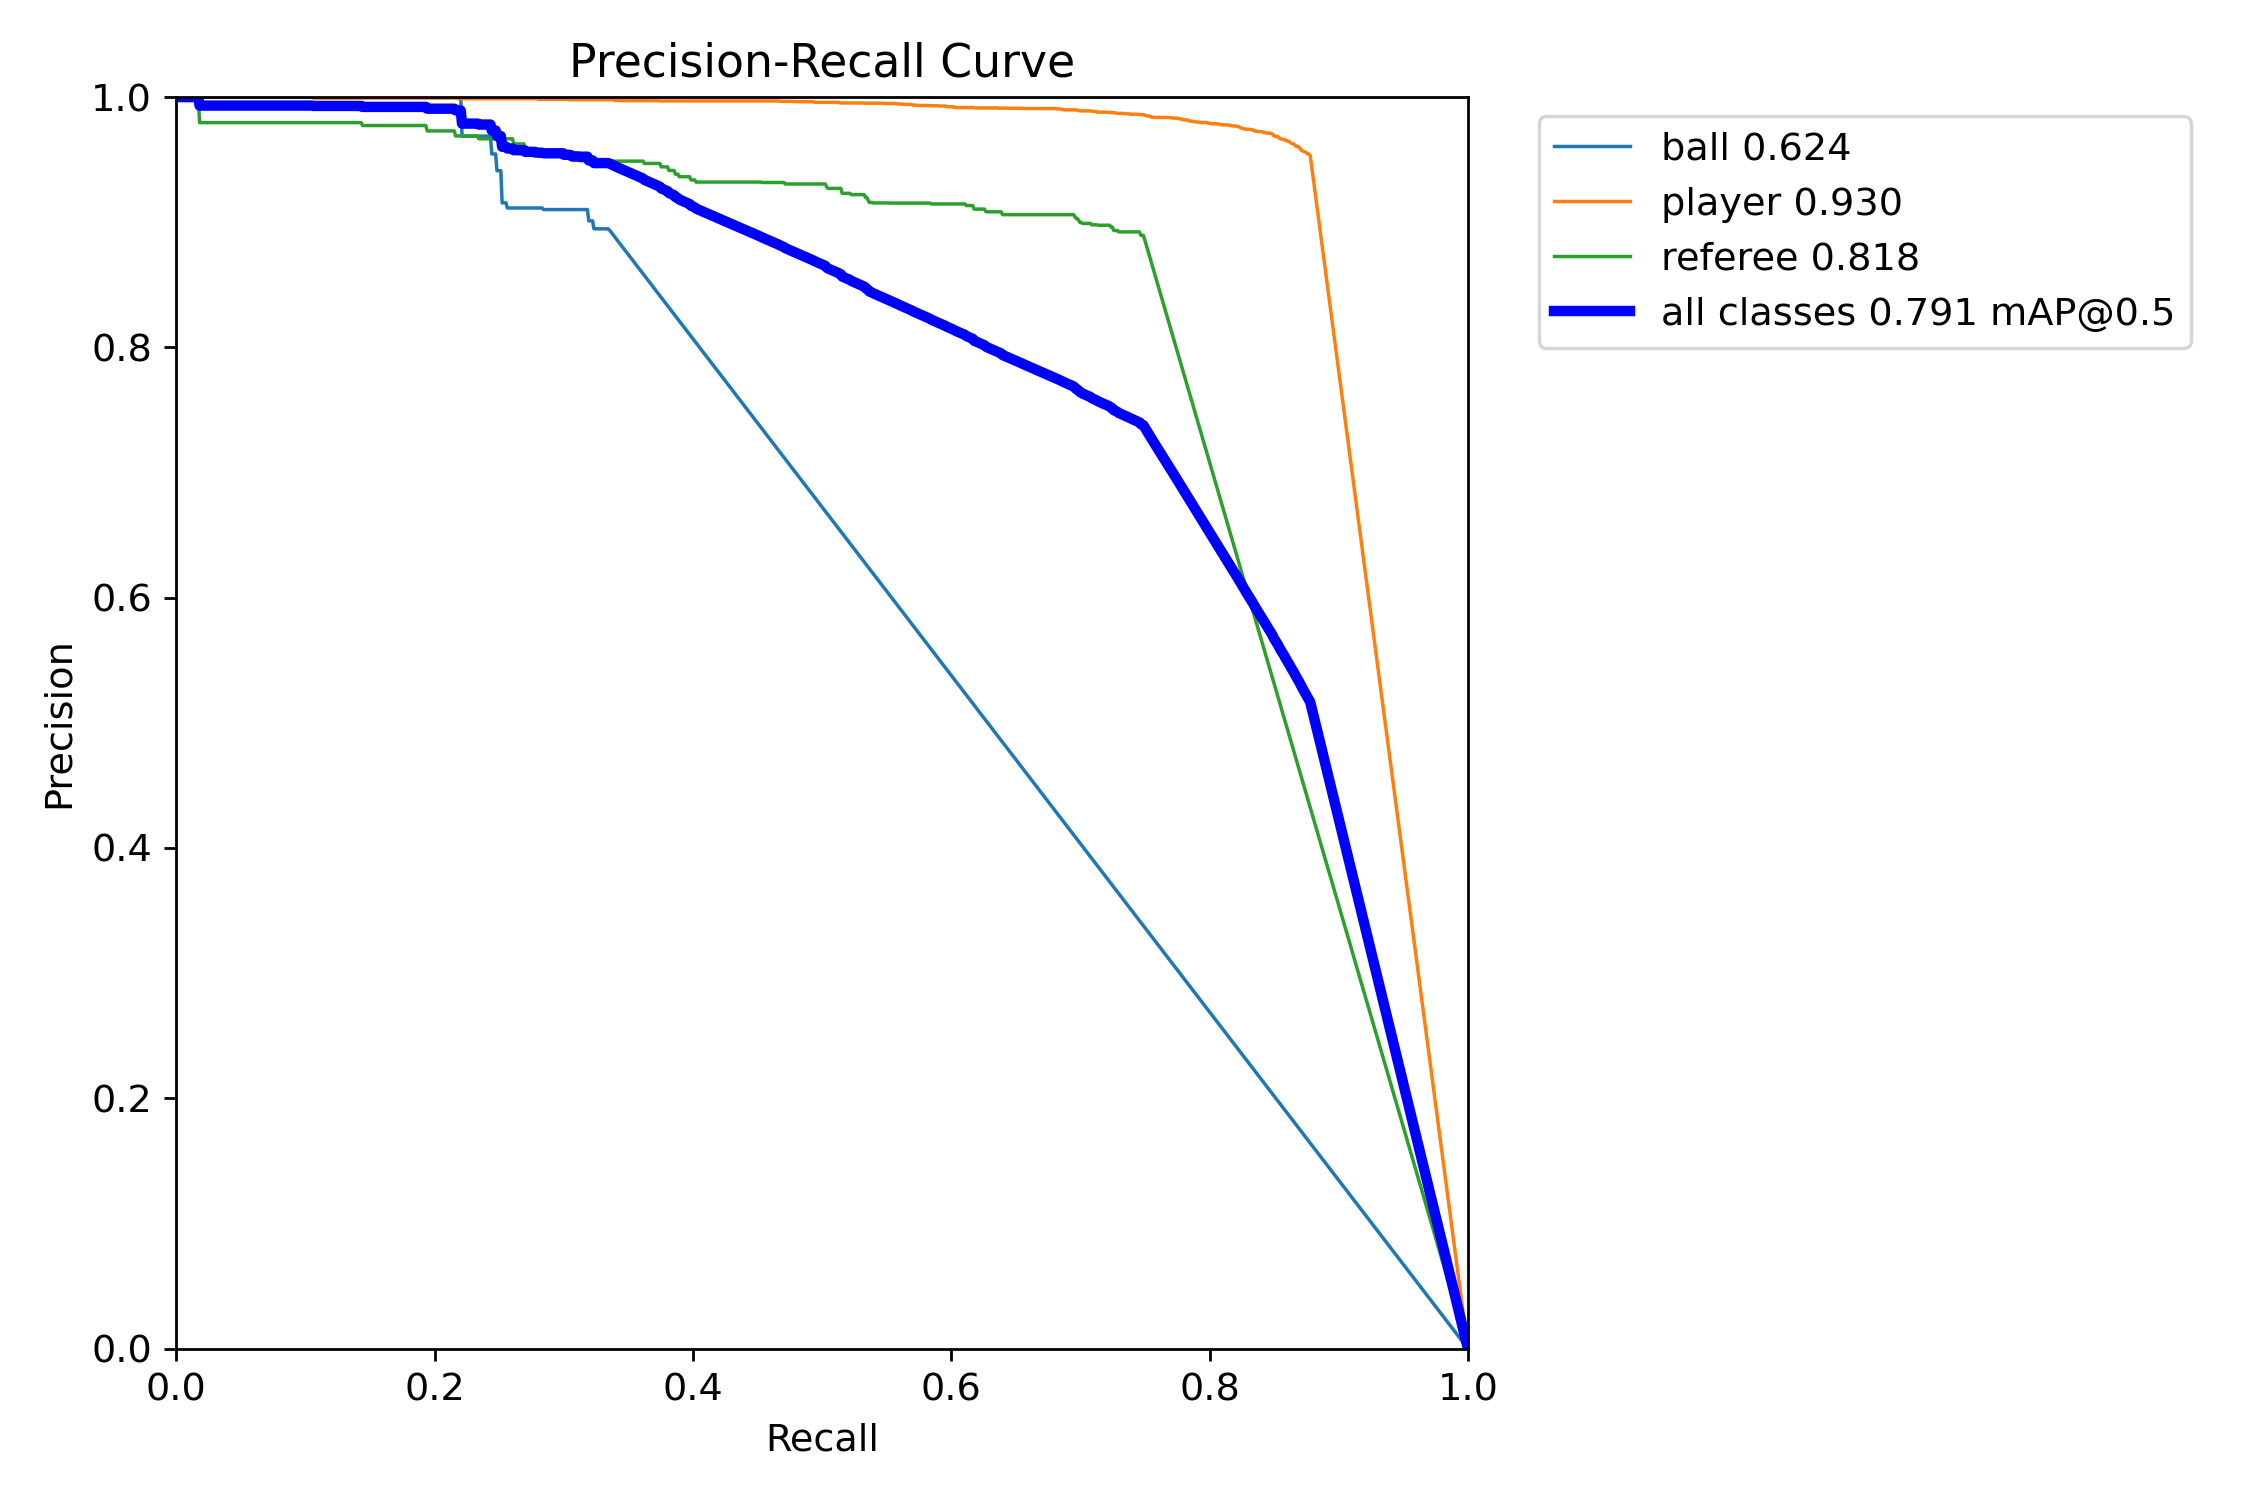 Precision-Recall Curve
1.0
0.8
0.6
0.4
0.2
0.0
Precision
0.0 0.2 0.4 0.6 0.8 1.0
Recall
ball 0.624
player 0.930
referee 0.818
all classes 0.791 mAP@0.5